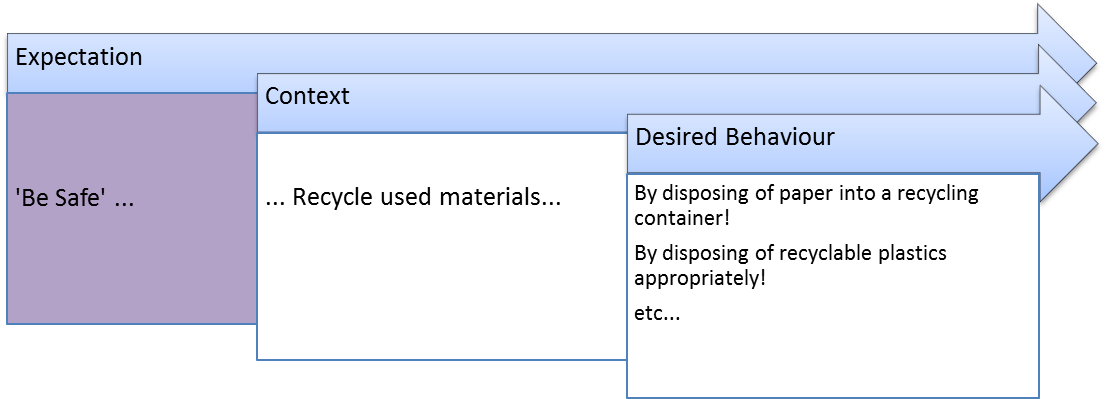 Expectation
Context
Desired Behaviour
'Be Safe' ...
... Recycle used materials...
By disposing of paper into a recycling
container!
By disposing of recyclable plastics
appropriately!
etc...